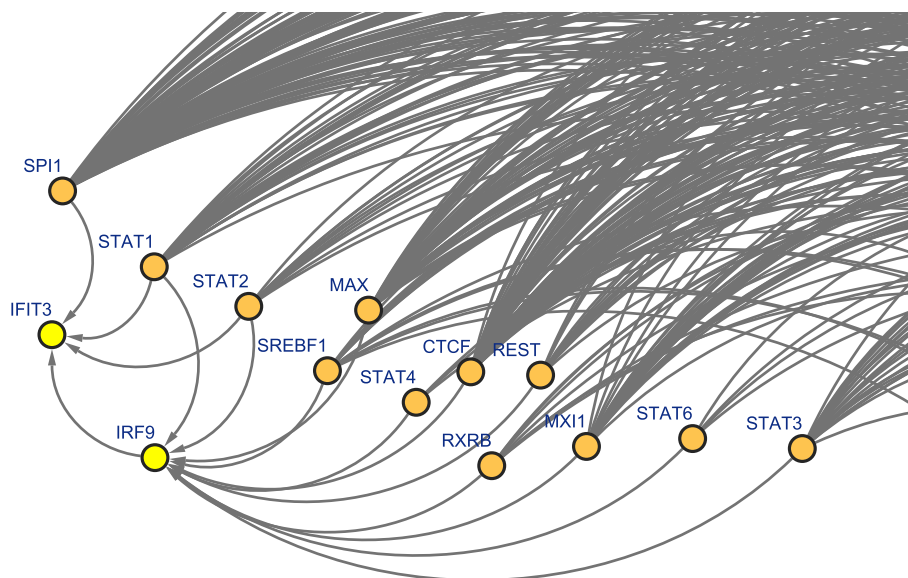 SPI1
STAT1
STAT2
MAX
IFIT3
SREBF1
CTCF
REST
STAT4
IRF9
RXRB
MXI1
STAT6
STAT3